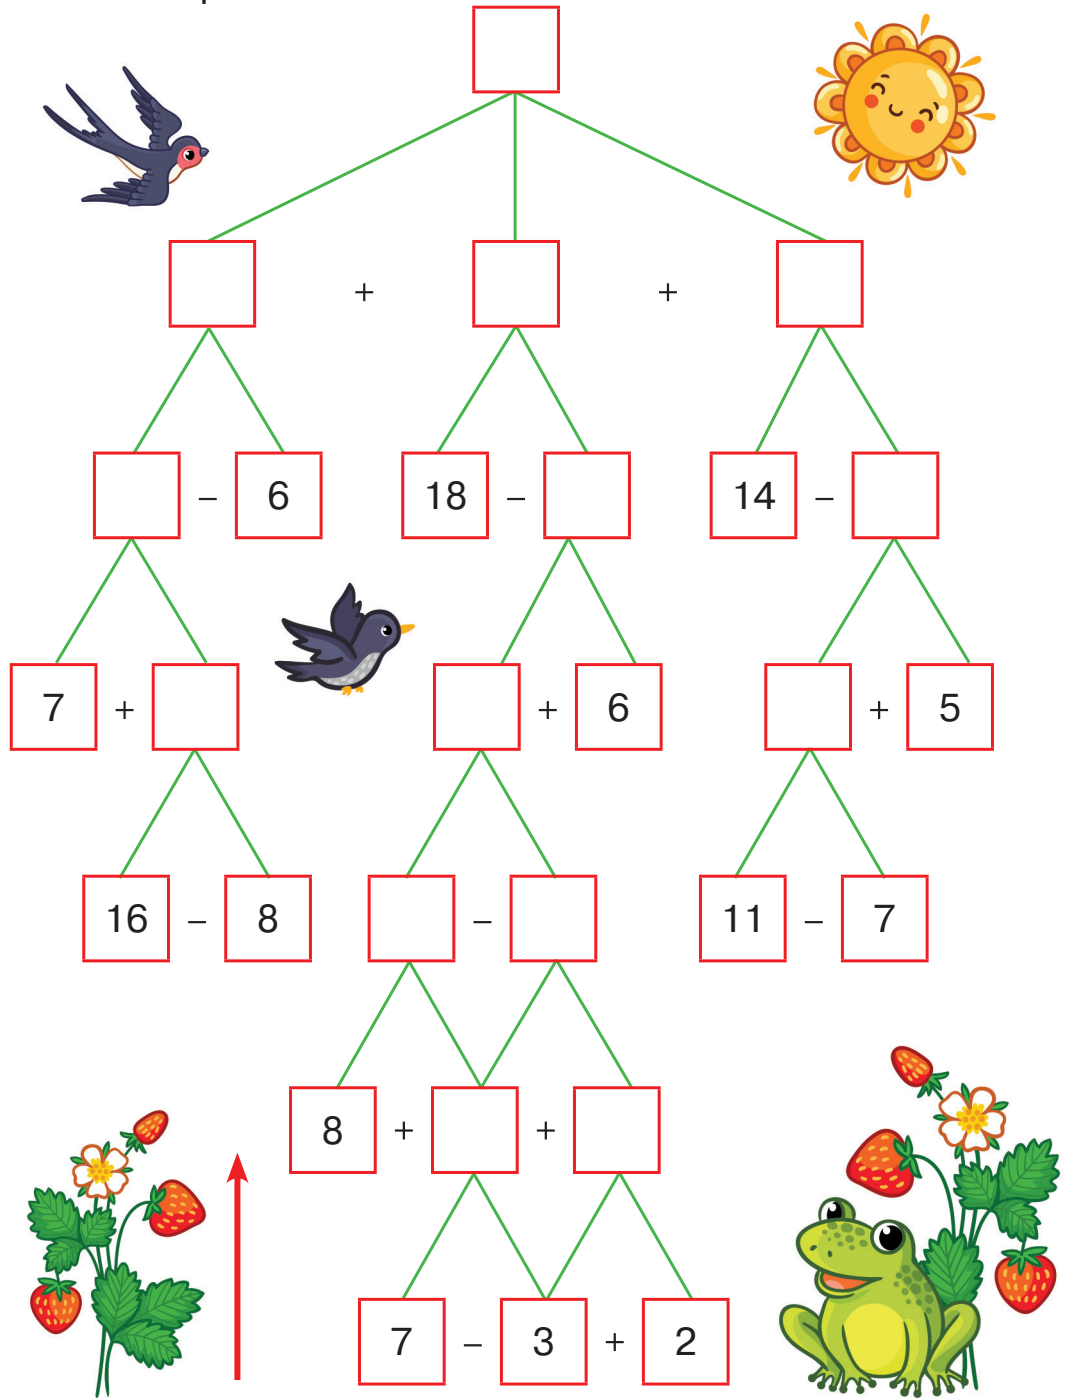 + +
– 6 18 – 14 –
7 + + 6 + 5
16 – 8 – 11 – 7
8 + +
7 – 3 + 2